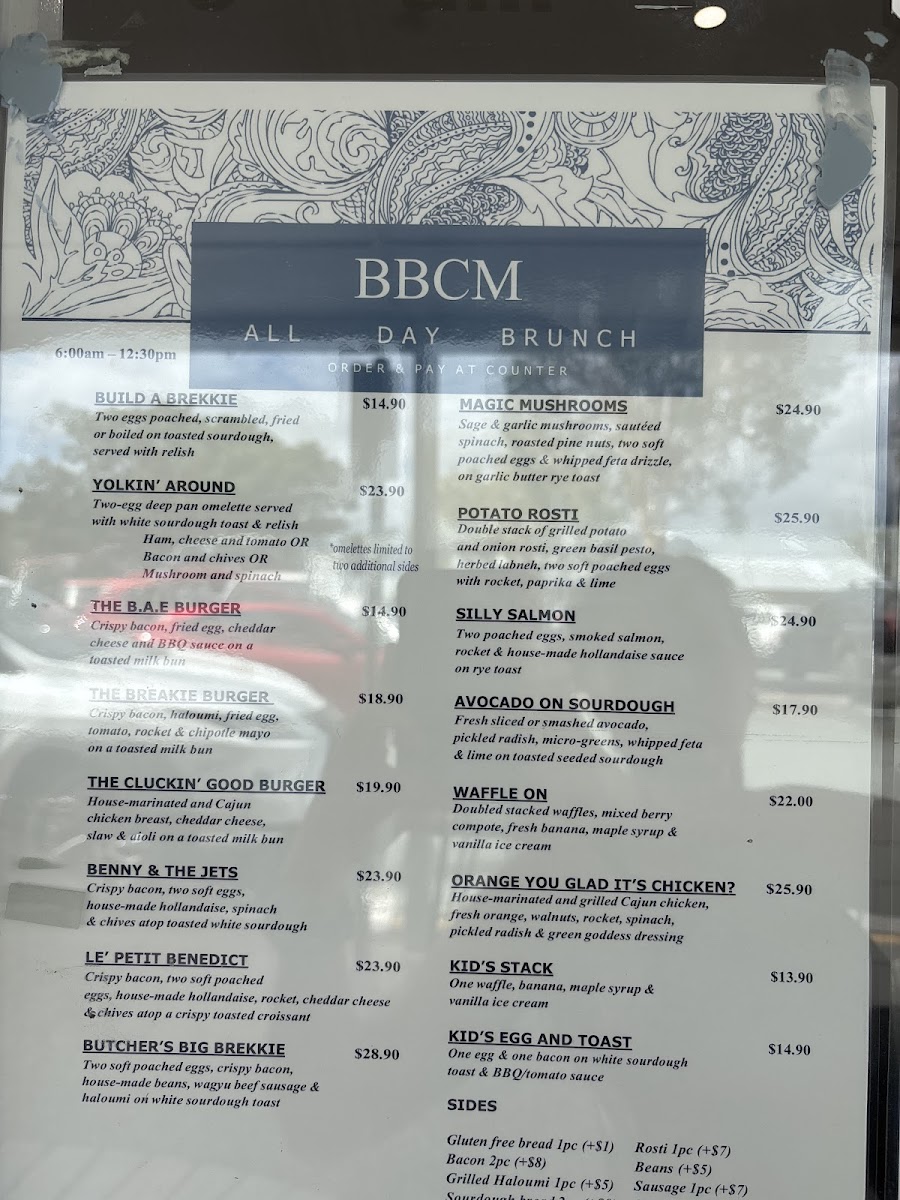 BBCM
ALL DAY BRUNCH
ORDER & PAY AT COUNTER
6:00am – 12:30pm
BUILD A BREKKIE $14.90
Two eggs poached, scrambled, fried
or boiled on toasted sourdough,
served with relish
YOLKIN' AROUND $23.90
Two-egg deep pan omelette served
with white sourdough toast & relish
Ham, cheese and tomato OR
Bacon and chives OR
Mushroom and spinach
*omelettes limited to
two additional sides
THE B.A.E BURGER $14.90
Crispy bacon, fried egg, cheddar
cheese and BBQ sauce on a
toasted milk bun
THE BREAKIE BURGER $18.90
Crispy bacon, haloumi, fried egg,
tomato, rocket & chipotle mayo
on a toasted milk bun
THE CLUCKIN' GOOD BURGER $19.90
House-marinated and Cajun
chicken breast, cheddar cheese,
slaw & aioli on a toasted milk bun
BENNY & THE JETS $23.90
Crispy bacon, two soft eggs,
house-made hollandaise, spinach
& chives atop toasted white sourdough
LE' PETIT BENEDICT $23.90
Crispy bacon, two soft poached
eggs, house-made hollandaise, rocket, cheddar cheese
& chives atop a crispy toasted croissant
BUTCHER'S BIG BREKKIE $28.90
Two soft poached eggs, crispy bacon,
house-made beans, wagyu beef sausage &
haloumi on white sourdough toast
MAGIC MUSHROOMS $24.90
Sage & garlic mushrooms, sautéed
spinach, roasted pine nuts, two soft
poached eggs & whipped feta drizzle,
on garlic butter rye toast
POTATO ROSTI $25.90
Double stack of grilled potato
and onion rosti, green basil pesto,
herbed labneh, two soft poached eggs
with rocket, paprika & lime
SILLY SALMON $24.90
Two poached eggs, smoked salmon,
rocket & house-made hollandaise sauce
on rye toast
AVOCADO ON SOURDOUGH $17.90
Fresh sliced or smashed avocado,
pickled radish, micro-greens, whipped feta
& lime on toasted seeded sourdough
WAFFLE ON $22.00
Doubled stacked waffles, mixed berry
compote, fresh banana, maple syrup &
vanilla ice cream
ORANGE YOU GLAD IT'S CHICKEN? $25.90
House-marinated and grilled Cajun chicken,
fresh orange, walnuts, rocket, spinach,
pickled radish & green goddess dressing
KID'S STACK $13.90
One waffle, banana, maple syrup &
vanilla ice cream
KID'S EGG AND TOAST $14.90
One egg & one bacon on white sourdough
toast & BBQ/tomato sauce
SIDES
Gluten free bread 1pc (+$1) Rosti 1pc (+$7)
Bacon 2pc (+$8) Beans (+$5)
Grilled Haloumi 1pc (+$5) Sausage 1pc (+$7)
Sourdough bread